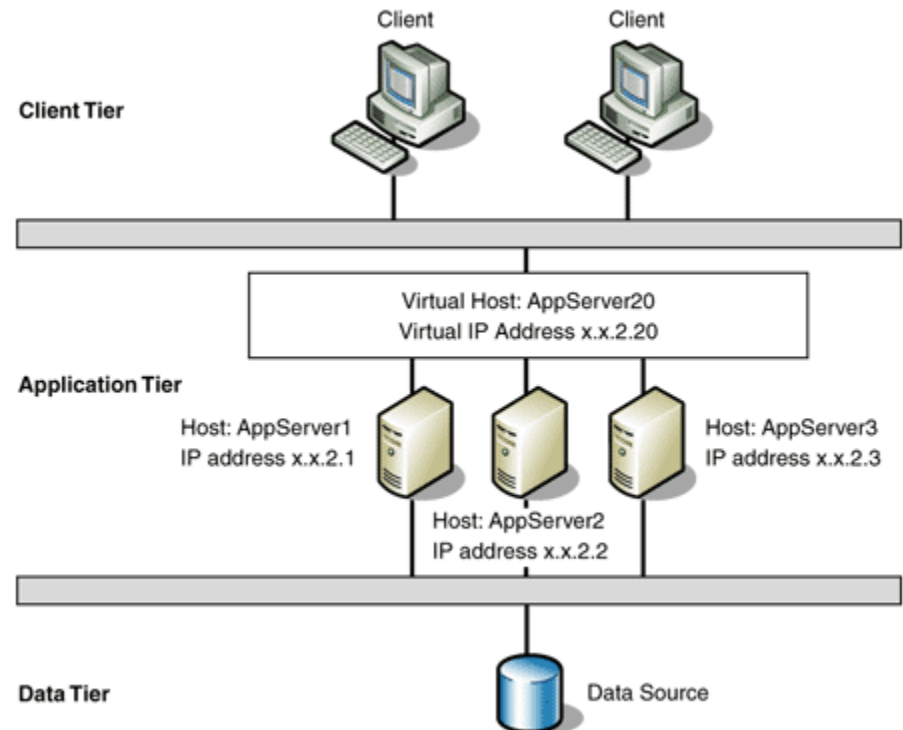 Client
Client
Client Tier
Virtual Host: AppServer20
Virtual IP Address x.x.2.20
Application Tier
Host: AppServer1
IP address x.x.2.1
Host: AppServer3
IP address x.x.2.3
Host: AppServer2
IP address x.x.2.2
Data Tier
Data Source